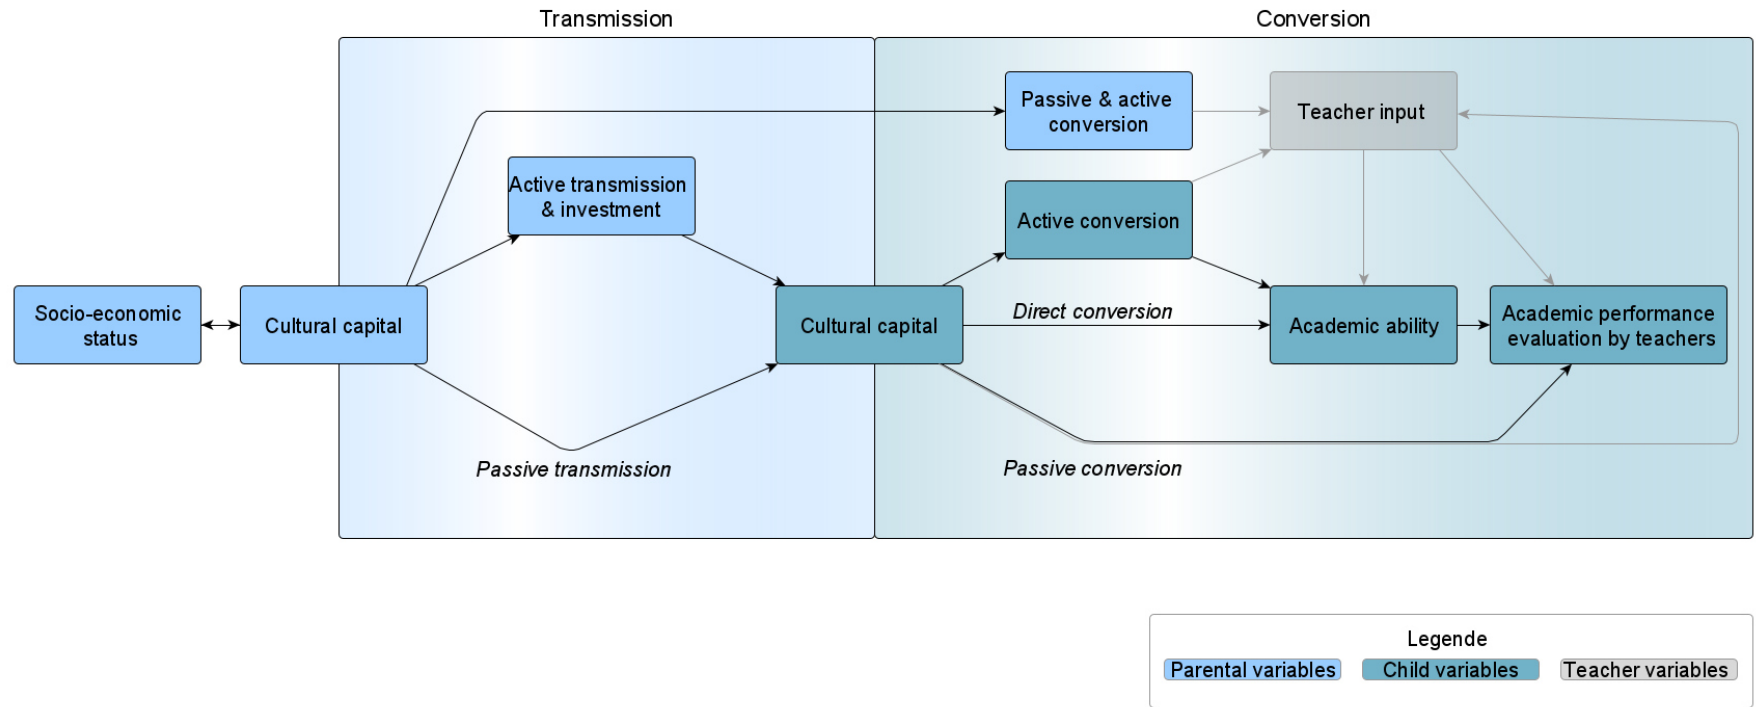 Transmission
Conversion
Passive & active
conversion
Teacher input
Active transmission
& investment
Active conversion
Socio-economic
status
Cultural capital
Cultural capital
Direct conversion
Academic ability
Academic performance
evaluation by teachers
Passive transmission
Passive conversion
Legende
Parental variables
Child variables
Teacher variables